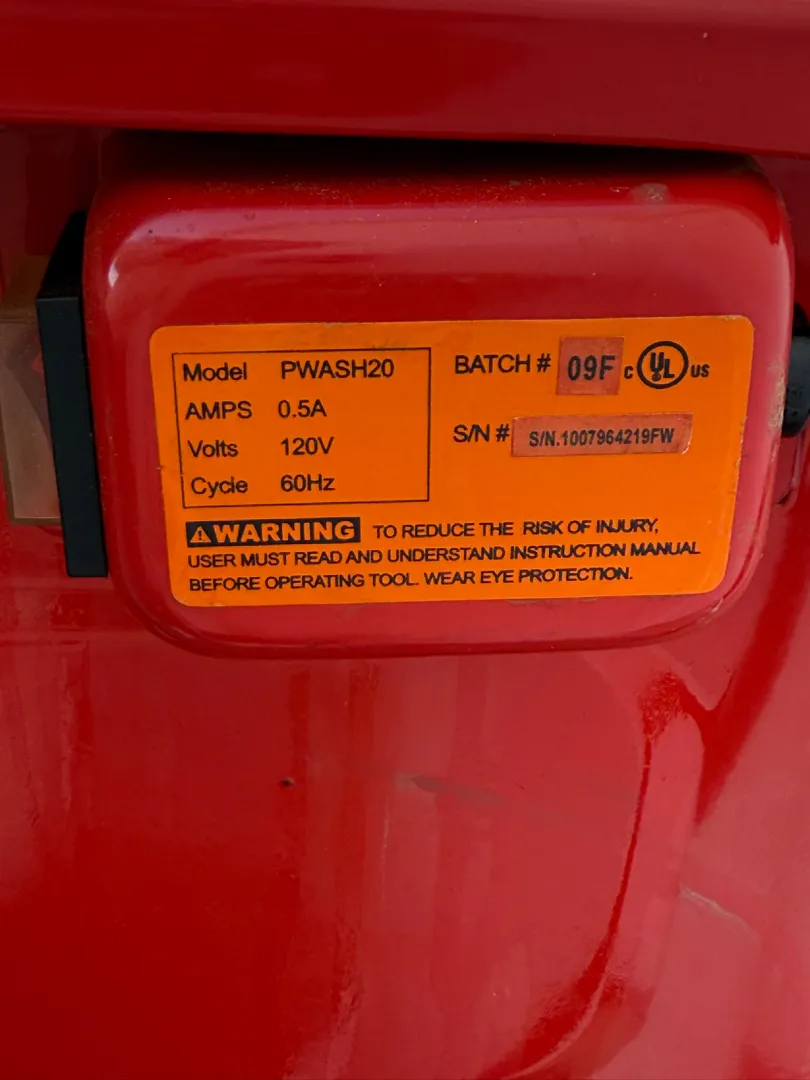 Model PWASH20
AMPS 0.5A
Volts 120V
Cycle 60Hz
BATCH # 09F c UL us
S/N # S/N.1007964219FW
WARNING TO REDUCE THE RISK OF INJURY,
USER MUST READ AND UNDERSTAND INSTRUCTION MANUAL
BEFORE OPERATING TOOL. WEAR EYE PROTECTION.